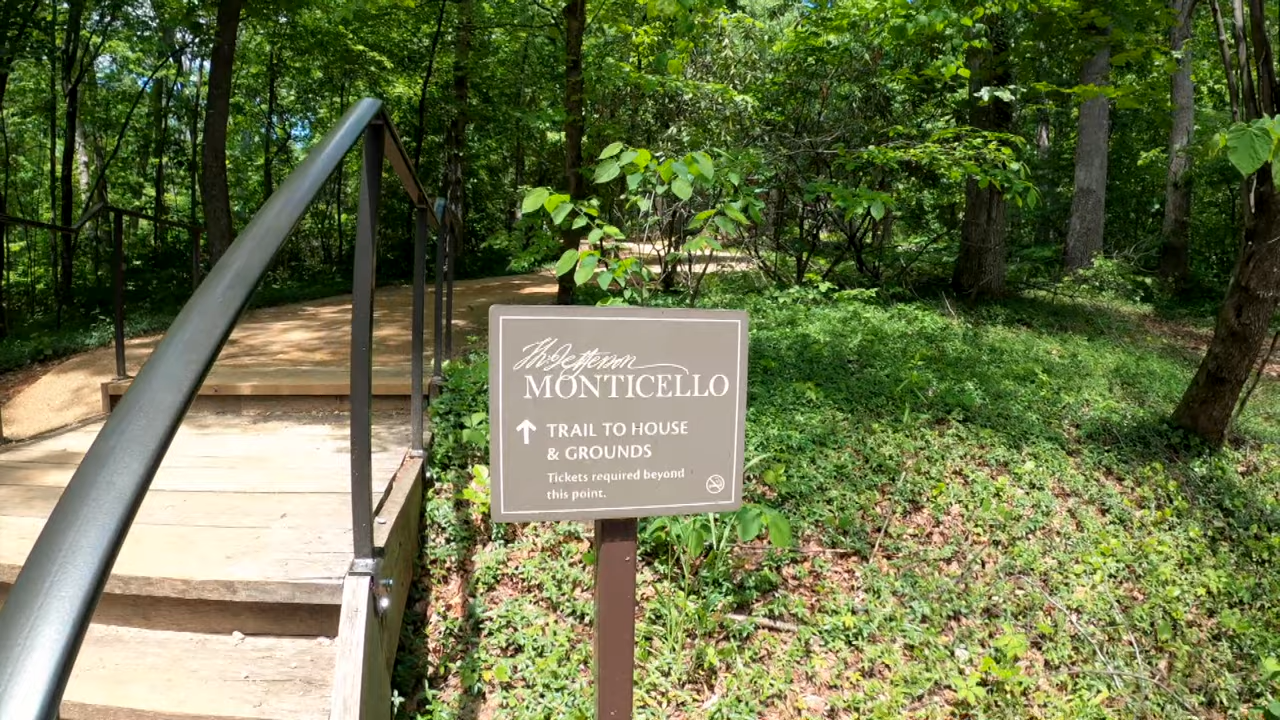 Th Jefferson
MONTICELLO
↑ TRAIL TO HOUSE
& GROUNDS
Tickets required beyond
this point.